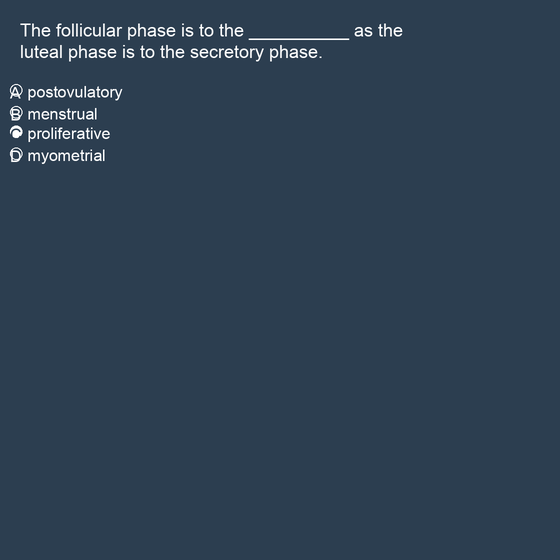 The follicular phase is to the __________ as the
luteal phase is to the secretory phase.
A postovulatory
B menstrual
C proliferative
D myometrial